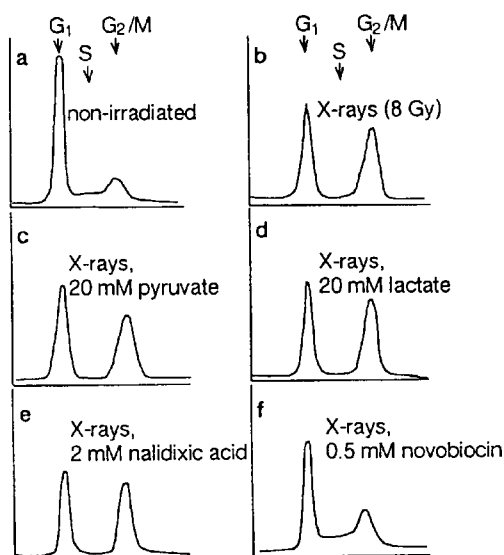 G₁ G₂/M
S
a
non-irradiated
G₁ G₂/M
S
b
X-rays (8 Gy)
c
X-rays,
20 mM pyruvate
d
X-rays,
20 mM lactate
e
X-rays,
2 mM nalidixic acid
f
X-rays,
0.5 mM novobiocin